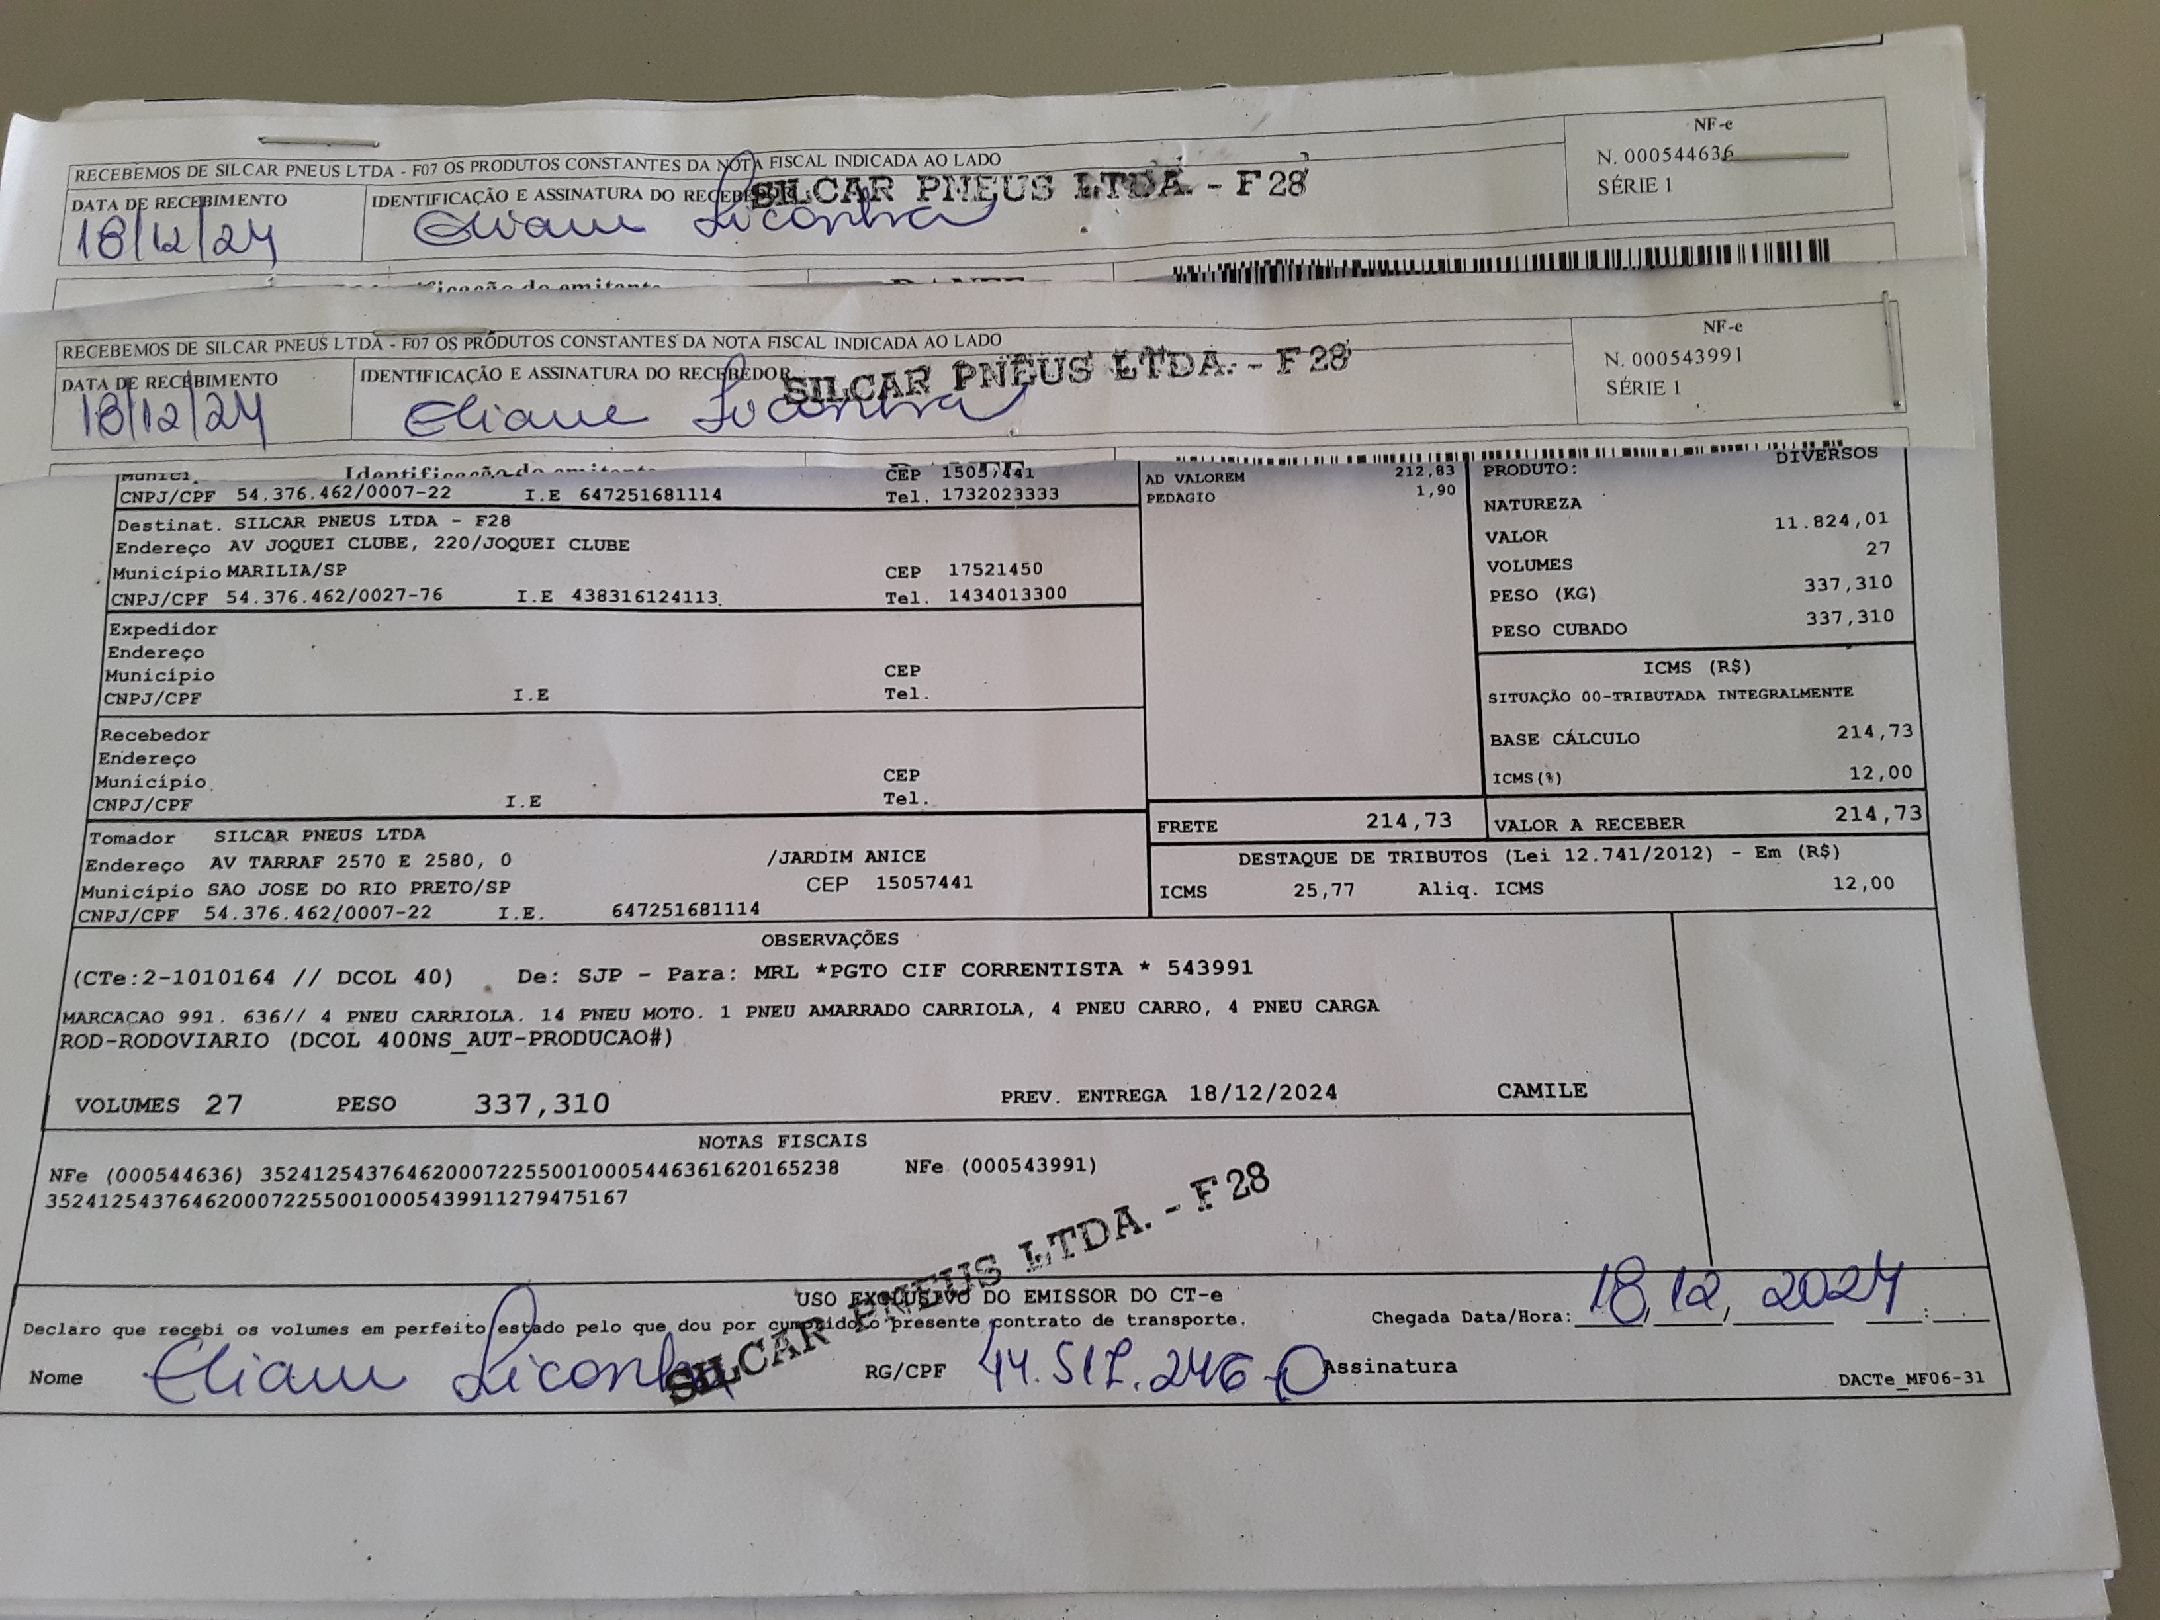 NF-e
RECEBEMOS DE SILCAR PNEUS LTDA - F07 OS PRODUTOS CONSTANTES DA NOTA FISCAL INDICADA AO LADO
N. 000544636
SÉRIE 1
DATA DE RECEBIMENTO IDENTIFICAÇÃO E ASSINATURA DO RECEBEDOR
SILCAR PNEUS LTDA. - F28
18/12/24 Eliane
NF-e
RECEBEMOS DE SILCAR PNEUS LTDA - F07 OS PRODUTOS CONSTANTES DA NOTA FISCAL INDICADA AO LADO
N. 000543991
SÉRIE 1
DATA DE RECEBIMENTO IDENTIFICAÇÃO E ASSINATURA DO RECEBEDOR
SILCAR PNEUS LTDA. - F28
18/12/24 Eliane
Identificação do emitente
CEP 15057441 AD VALOREM 212,83 PRODUTO: DIVERSOS
CNPJ/CPF 54.376.462/0007-22 I.E 647251681114 Tel. 1732023333 PEDAGIO 1,90
NATUREZA
Destinat. SILCAR PNEUS LTDA - F28 VALOR 11.824,01
Endereço AV JOQUEI CLUBE, 220/JOQUEI CLUBE VOLUMES 27
Município MARILIA/SP CEP 17521450 PESO (KG) 337,310
CNPJ/CPF 54.376.462/0027-76 I.E 438316124113 Tel. 1434013300 PESO CUBADO 337,310
Expedidor
Endereço
Município CEP
CNPJ/CPF I.E Tel.
ICMS (R$)
SITUAÇÃO 00-TRIBUTADA INTEGRALMENTE
BASE CÁLCULO 214,73
ICMS(%) 12,00
Recebedor
Endereço
Município CEP
CNPJ/CPF I.E Tel.
FRETE 214,73 VALOR A RECEBER 214,73
Tomador SILCAR PNEUS LTDA
Endereço AV TARRAF 2570 E 2580, 0 /JARDIM ANICE
Município SAO JOSE DO RIO PRETO/SP CEP 15057441
CNPJ/CPF 54.376.462/0007-22 I.E. 647251681114
DESTAQUE DE TRIBUTOS (Lei 12.741/2012) - Em (R$)
ICMS 25,77 Aliq. ICMS 12,00
OBSERVAÇÕES
(CTe:2-1010164 // DCOL 40) De: SJP - Para: MRL *PGTO CIF CORRENTISTA * 543991
MARCACAO 991. 636// 4 PNEU CARRIOLA. 14 PNEU MOTO. 1 PNEU AMARRADO CARRIOLA, 4 PNEU CARRO, 4 PNEU CARGA
ROD-RODOVIARIO (DCOL 400NS_AUT-PRODUCAO#)
VOLUMES 27 PESO 337,310 PREV. ENTREGA 18/12/2024 CAMILE
NOTAS FISCAIS
NFe (000544636) 35241254376462000722550010005446361620165238 NFe (000543991)
35241254376462000722550010005439911279475167
SILCAR PNEUS LTDA. - F28
USO EXCLUSIVO DO EMISSOR DO CT-e
Declaro que recebi os volumes em perfeito estado pelo que dou por cumprido o presente contrato de transporte. Chegada Data/Hora: 18/12/2024 :
Nome Eliane RG/CPF Assinatura
DACTe_MF06-31